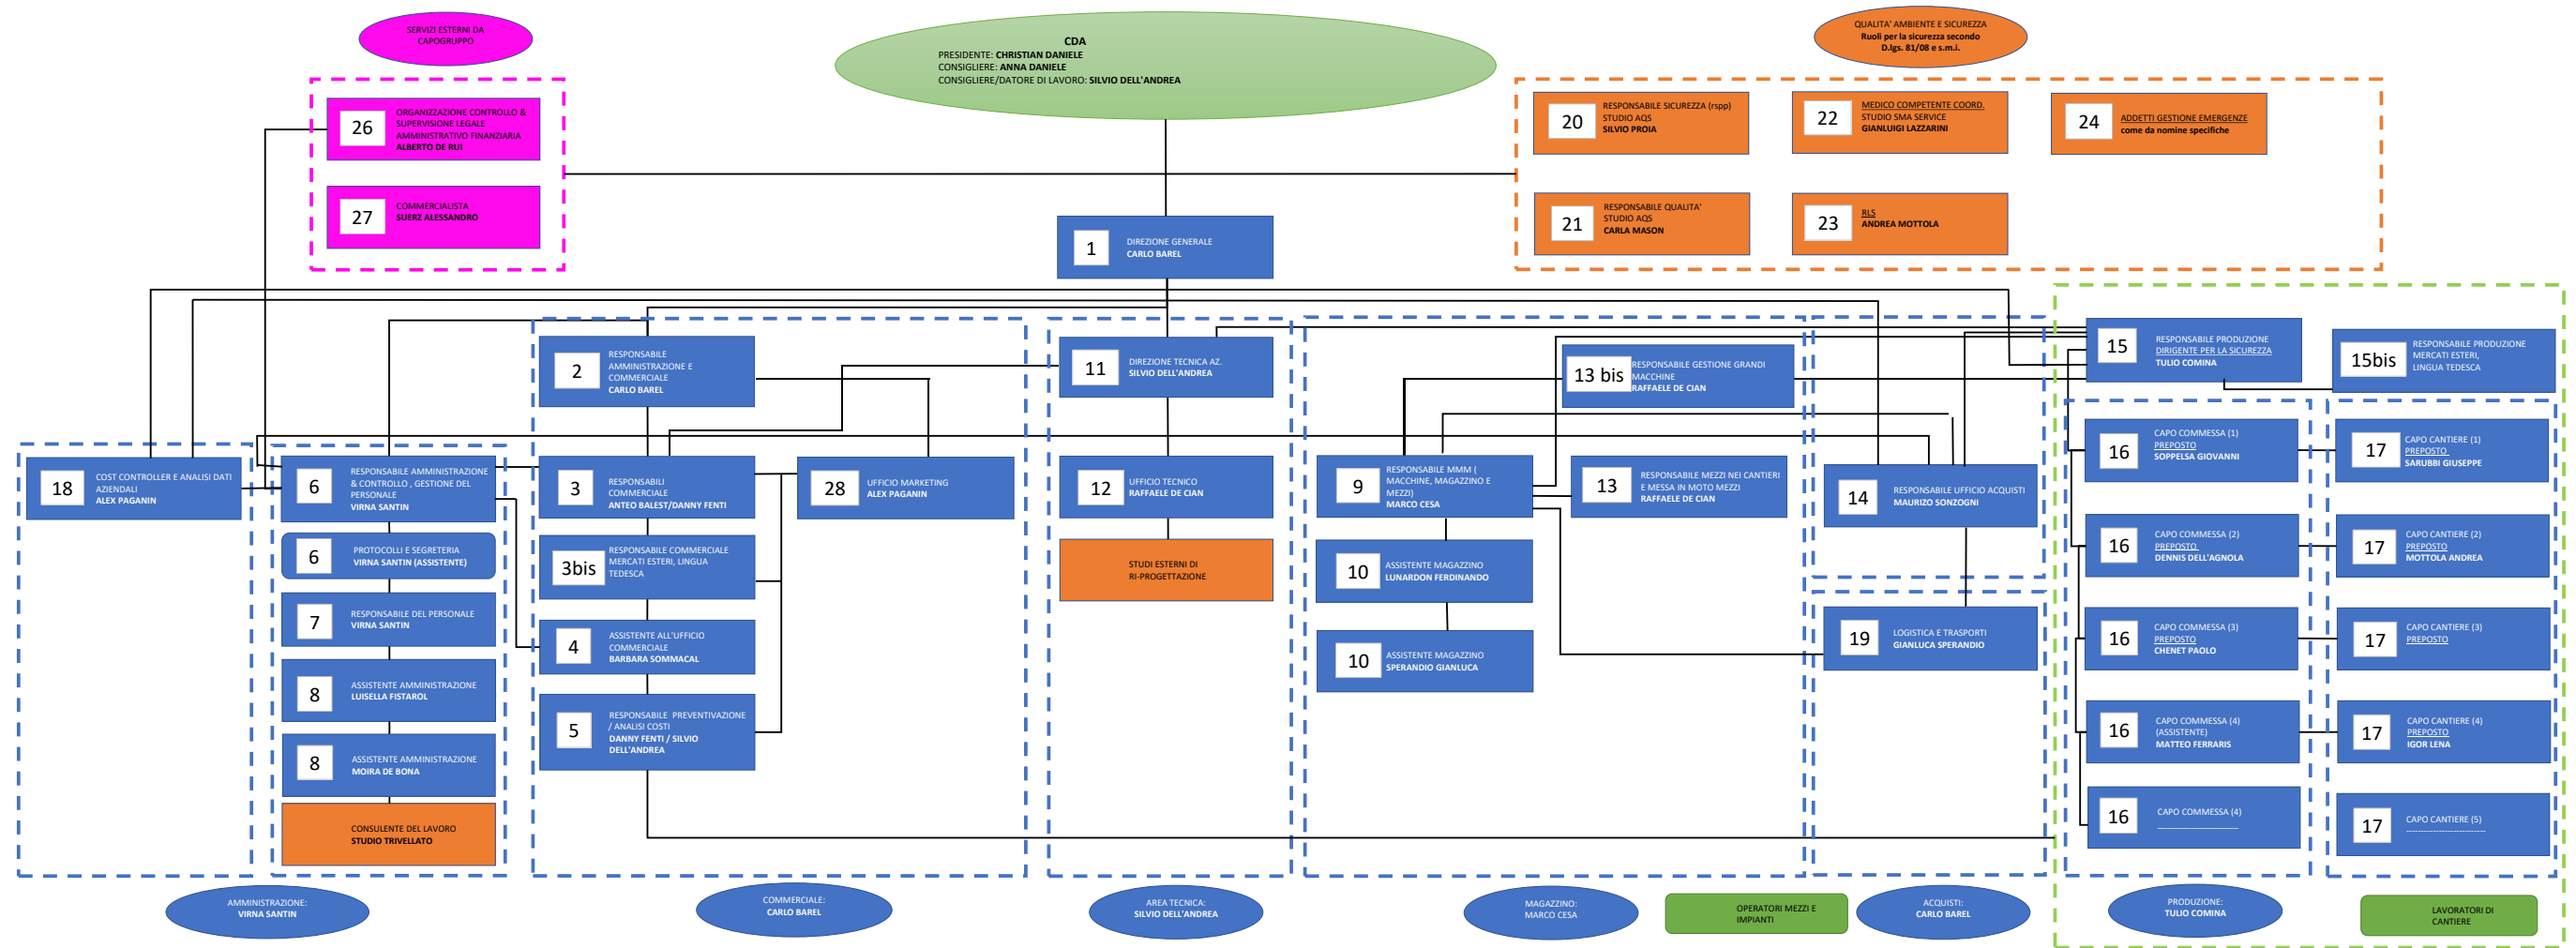 SERVIZI ESTERNI DA
CAPOGRUPPO
CDA
PRESIDENTE: CHRISTIAN DANIELE
CONSIGLIERE: ANNA DANIELE
CONSIGLIERE/DATORE DI LAVORO: SILVIO DELL'ANDREA
QUALITA' AMBIENTE E SICUREZZA
Ruoli per la sicurezza secondo
D.lgs. 81/08 e s.m.i.
26
ORGANIZZAZIONE CONTROLLO &
SUPERVISIONE LEGALE
AMMINISTRATIVO FINANZIARIA
ALBERTO DE RUI
27
COMMERCIALISTA
SUERZ ALESSANDRO
20
RESPONSABILE SICUREZZA (rspp)
STUDIO AQS
SILVIO PROIA
22
MEDICO COMPETENTE COORD.
STUDIO SMA SERVICE
GIANLUIGI LAZZARINI
24
ADDETTI GESTIONE EMERGENZE
come da nomine specifiche
21
RESPONSABILE QUALITA'
STUDIO AQS
CARLA MASON
23
RLS
ANDREA MOTTOLA
1
DIREZIONE GENERALE
CARLO BAREL
2
RESPONSABILE
AMMINISTRAZIONE E
COMMERCIALE
CARLO BAREL
11
DIREZIONE TECNICA AZ.
SILVIO DELL'ANDREA
13 bis
RESPONSABILE GESTIONE GRANDI
MACCHINE
RAFFAELE DE CIAN
15
RESPONSABILE PRODUZIONE
DIRIGENTE PER LA SICUREZZA
TULIO COMINA
15bis
RESPONSABILE PRODUZIONE
MERCATI ESTERI,
LINGUA TEDESCA
18
COST CONTROLLER E ANALISI DATI
AZIENDALI
ALEX PAGANIN
6
RESPONSABILE AMMINISTRAZIONE
& CONTROLLO , GESTIONE DEL
PERSONALE
VIRNA SANTIN
6
PROTOCOLLI E SEGRETERIA
VIRNA SANTIN (ASSISTENTE)
7
RESPONSABILE DEL PERSONALE
VIRNA SANTIN
8
ASSISTENTE AMMINISTRAZIONE
LUISELLA FISTAROL
8
ASSISTENTE AMMINISTRAZIONE
MOIRA DE BONA
CONSULENTE DEL LAVORO
STUDIO TRIVELLATO
3
RESPONSABILI
COMMERCIALE
ANTEO BALEST/DANNY FENTI
28
UFFICIO MARKETING
ALEX PAGANIN
3bis
RESPONSABILE COMMERCIALE
MERCATI ESTERI, LINGUA
TEDESCA
4
ASSISTENTE ALL'UFFICIO
COMMERCIALE
BARBARA SOMMACAL
5
RESPONSABILE PREVENTIVAZIONE
/ ANALISI COSTI
DANNY FENTI / SILVIO
DELL'ANDREA
12
UFFICIO TECNICO
RAFFAELE DE CIAN
STUDI ESTERNI DI
RI-PROGETTAZIONE
9
RESPONSABILE MMM (
MACCHINE, MAGAZZINO E
MEZZI)
MARCO CESA
13
RESPONSABILE MEZZI NEI CANTIERI
E MESSA IN MOTO MEZZI
RAFFAELE DE CIAN
10
ASSISTENTE MAGAZZINO
LUNARDON FERDINANDO
10
ASSISTENTE MAGAZZINO
SPERANDIO GIANLUCA
14
RESPONSABILE UFFICIO ACQUISTI
MAURIZO SONZOGNI
19
LOGISTICA E TRASPORTI
GIANLUCA SPERANDIO
16
CAPO COMMESSA (1)
PREPOSTO
SOPPELSA GIOVANNI
17
CAPO CANTIERE (1)
PREPOSTO
SARUBBI GIUSEPPE
16
CAPO COMMESSA (2)
PREPOSTO
DENNIS DELL'AGNOLA
17
CAPO CANTIERE (2)
PREPOSTO
MOTTOLA ANDREA
16
CAPO COMMESSA (3)
PREPOSTO
CHENET PAOLO
17
CAPO CANTIERE (3)
PREPOSTO
16
CAPO COMMESSA (4)
(ASSISTENTE)
MATTEO FERRARIS
17
CAPO CANTIERE (4)
PREPOSTO
IGOR LENA
16
CAPO COMMESSA (4)
17
CAPO CANTIERE (5)
----------------------------
AMMINISTRAZIONE:
VIRNA SANTIN
COMMERCIALE:
CARLO BAREL
AREA TECNICA:
SILVIO DELL'ANDREA
MAGAZZINO:
MARCO CESA
OPERATORI MEZZI E
IMPIANTI
ACQUISTI:
CARLO BAREL
PRODUZIONE:
TULIO COMINA
LAVORATORI DI
CANTIERE